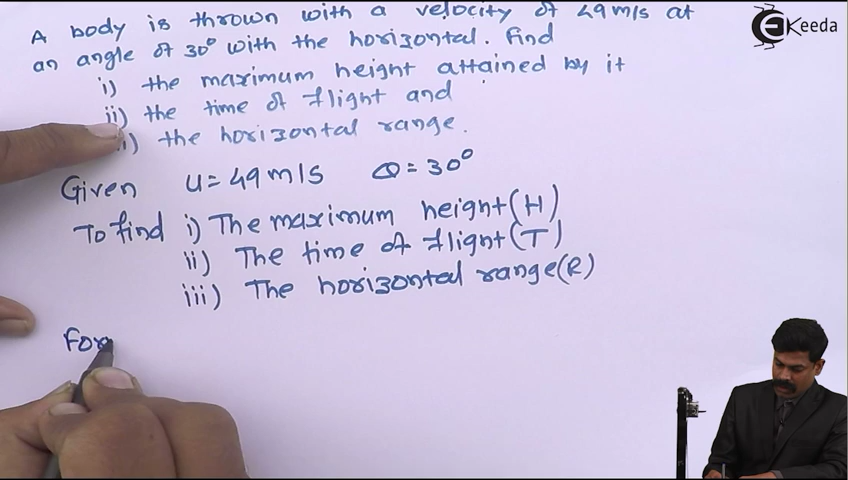 A body is thrown with a velocity of 49 m/s at
an angle of 30° with the horizontal. Find
i) the maximum height attained by it
ii) the time of flight and
the horizontal range.
Given u = 49 m/s θ = 30°
To find i) The maximum height (H)
ii) The time of flight (T)
iii) The horizontal range (R)
For
EKeeda